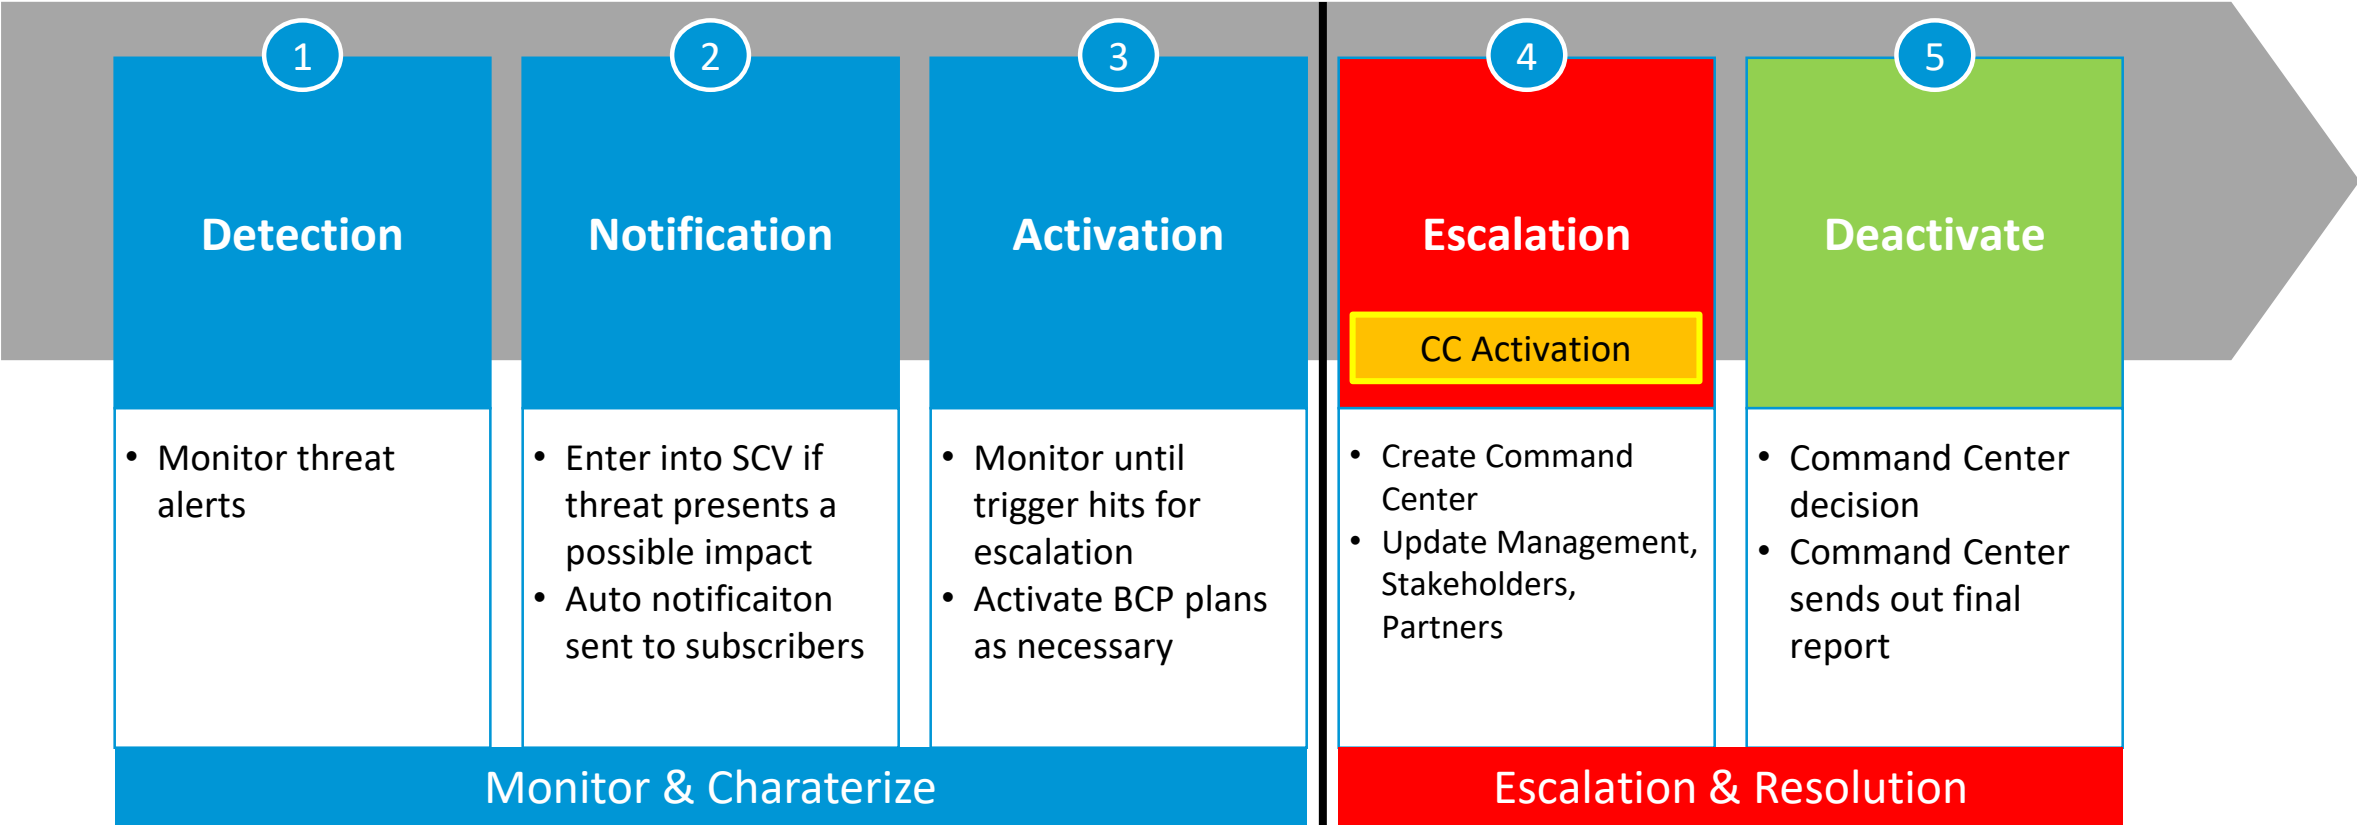 1
Detection
• Monitor threat
alerts
2
Notification
• Enter into SCV if
threat presents a
possible impact
• Auto notificaiton
sent to subscribers
3
Activation
• Monitor until
trigger hits for
escalation
• Activate BCP plans
as necessary
Monitor & Charaterize
4
Escalation
CC Activation
• Create Command
Center
• Update Management,
Stakeholders,
Partners
5
Deactivate
• Command Center
decision
• Command Center
sends out final
report
Escalation & Resolution